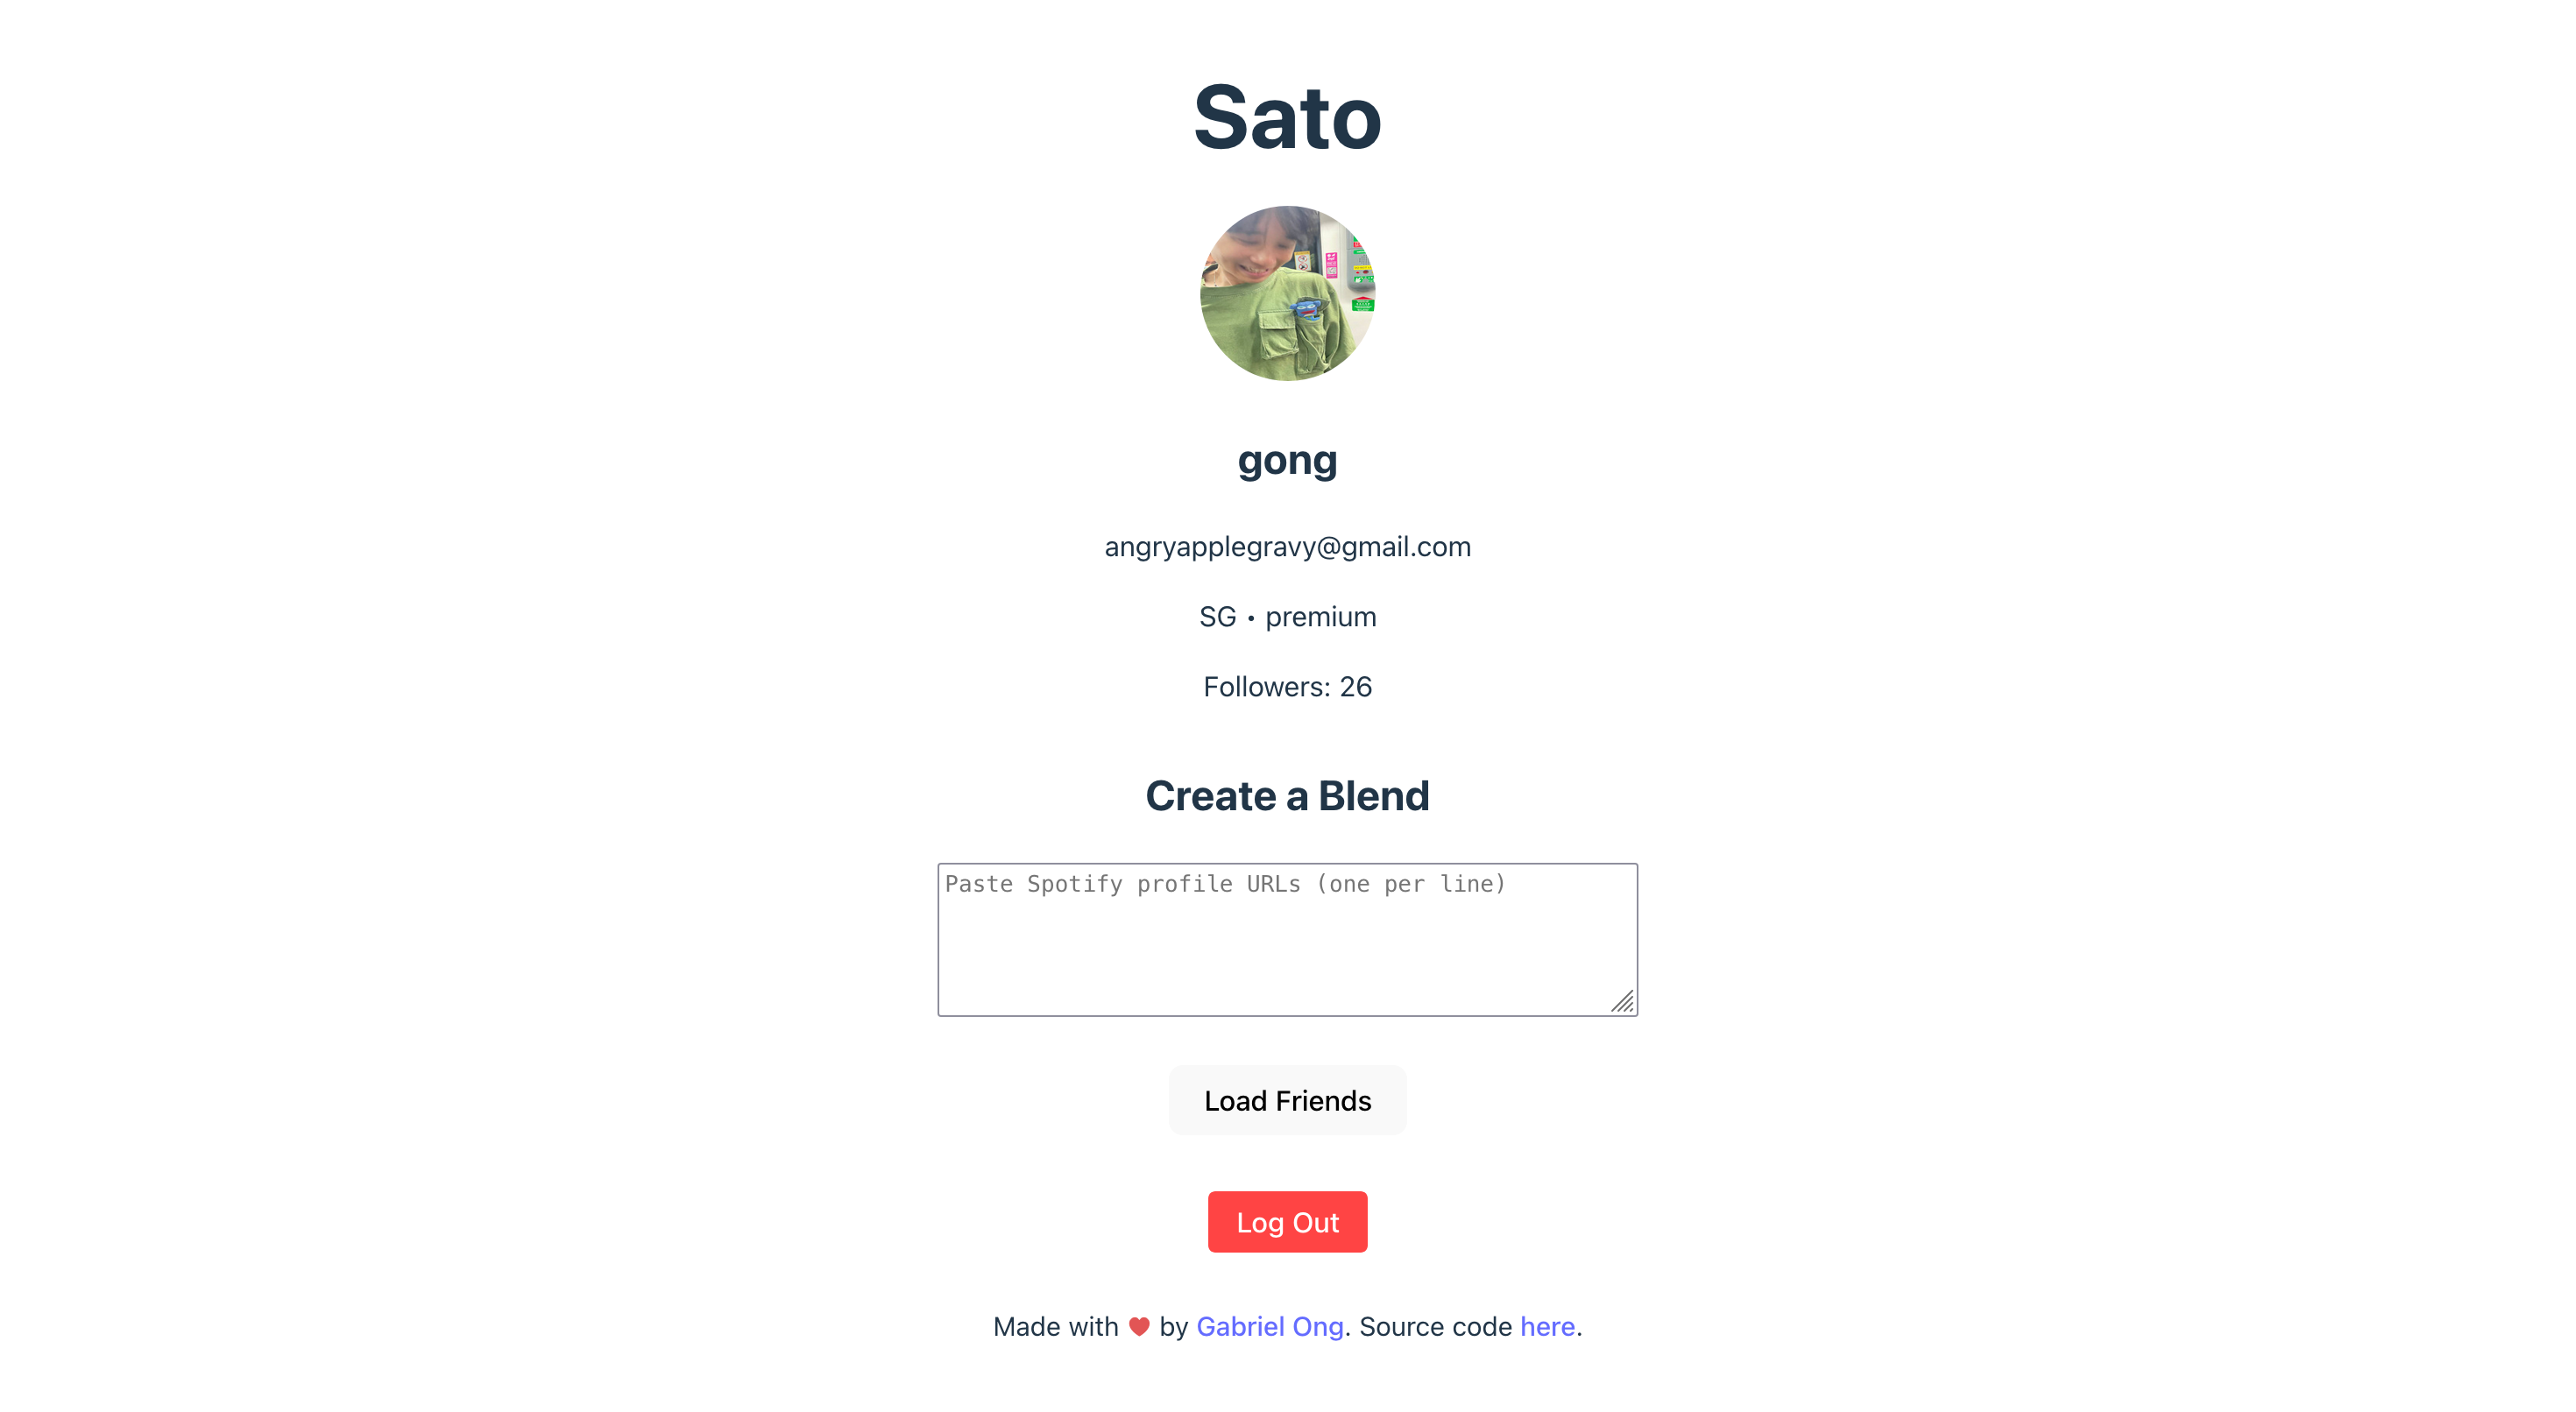 Sato
gong
angryapplegravy@gmail.com
SG • premium
Followers: 26
Create a Blend
Paste Spotify profile URLs (one per line)
Load Friends
Log Out
Made with ❤️ by Gabriel Ong. Source code here.